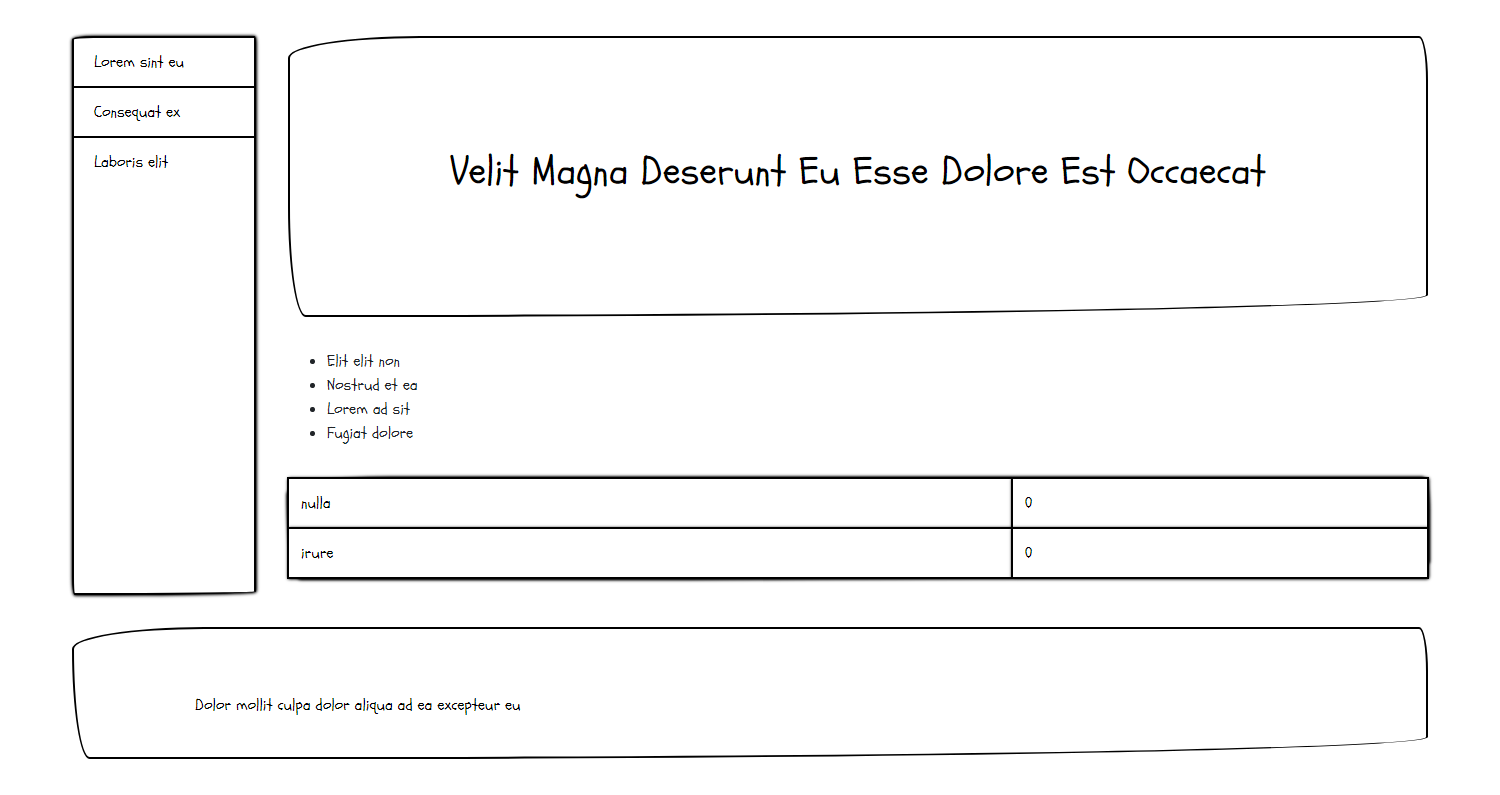 Lorem sint eu
Consequat ex
Laboris elit
Velit Magna Deserunt Eu Esse Dolore Est Occaecat
Elit elit non
Nostrud et ea
Lorem ad sit
Fugiat dolore
nulla 0
irure 0
Dolor mollit culpa dolor aliqua ad ea excepteur eu